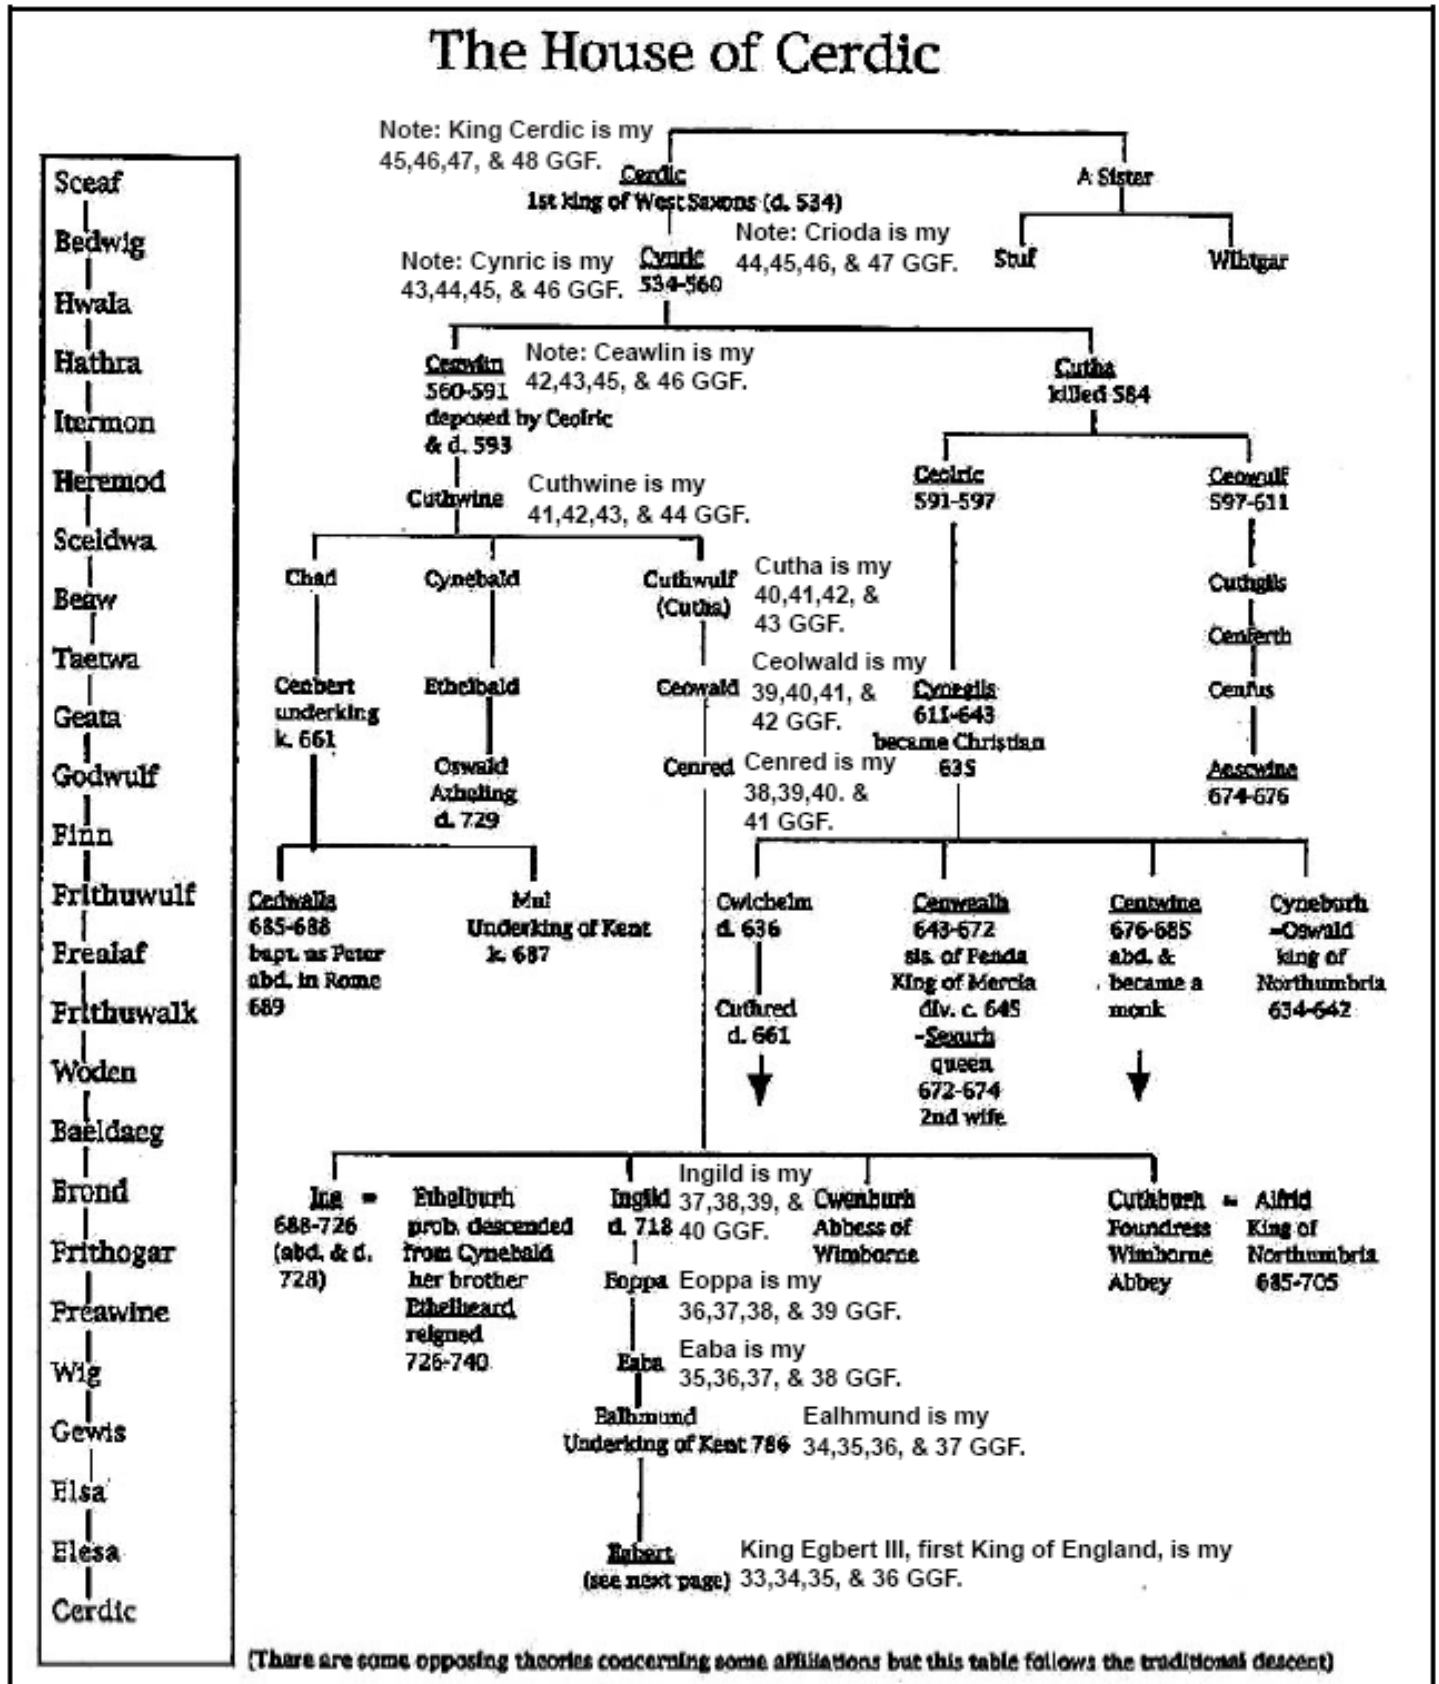 The House of Cerdic
Sceaf
Bedwig
Hwala
Hathra
Itermon
Heremod
Sceldwa
Beaw
Taetwa
Geata
Godwulf
Finn
Frithuwulf
Frealaf
Frithuwalk
Woden
Baeldaeg
Brond
Frithogar
Freawine
Wig
Gewis
Elsa
Elesa
Cerdic
Note: King Cerdic is my
45,46,47, & 48 GGF.
Cerdic
1st king of West Saxons (d. 534)
A Sister
Stuf
Wihtgar
Note: Crioda is my
44,45,46, & 47 GGF.
Note: Cynric is my
43,44,45, & 46 GGF.
Cynric
534-560
Ceawlin
560-591
deposed by Ceolric
& d. 593
Note: Ceawlin is my
42,43,45, & 46 GGF.
Cutha
killed 584
Cuthwine
Cuthwine is my
41,42,43, & 44 GGF.
Ceolric
591-597
Ceowulf
597-611
Chad
Cynebald
Cuthwulf
(Cutha)
Cutha is my
40,41,42, &
43 GGF.
Cuthgils
Cenferth
Cenfus
Aescwine
674-676
Cenbert
underking
k. 661
Ethelbald
Oswald
Atheling
d. 729
Ceowald
Ceolwald is my
39,40,41, &
42 GGF.
Cynegils
611-643
became Christian
635
Cenred
Cenred is my
38,39,40. &
41 GGF.
Cedwalla
685-688
bapt. as Peter
abd. in Rome
689
Mul
Underking of Kent
k. 687
Cwichelm
d. 636
Cuthred
d. 661
Cenwealh
643-672
sis. of Penda
King of Mercia
div. c. 645
=Sexurh
queen
672-674
2nd wife
Centwine
676-685
abd. &
became a
monk
Cyneburh
=Oswald
king of
Northumbria
634-642
Ine =
688-726
(abd. & d.
728)
Ethelburh
prob. descended
from Cynebald
her brother
Ethelheard
reigned
726-740
Ingild
d. 718
Ingild is my
37,38,39, &
40 GGF.
Cwenburh
Abbess of
Wimborne
Cuthburh =
Foundress
Wimborne
Abbey
Alfrid
King of
Northumbria
685-705
Eoppa
Eoppa is my
36,37,38, & 39 GGF.
Eaba
Eaba is my
35,36,37, & 38 GGF.
Ealhmund
Underking of Kent 786
Ealhmund is my
34,35,36, & 37 GGF.
Egbert
(see next page)
King Egbert III, first King of England, is my
33,34,35, & 36 GGF.
(There are some opposing theories concerning some affiliations but this table follows the traditional descent)